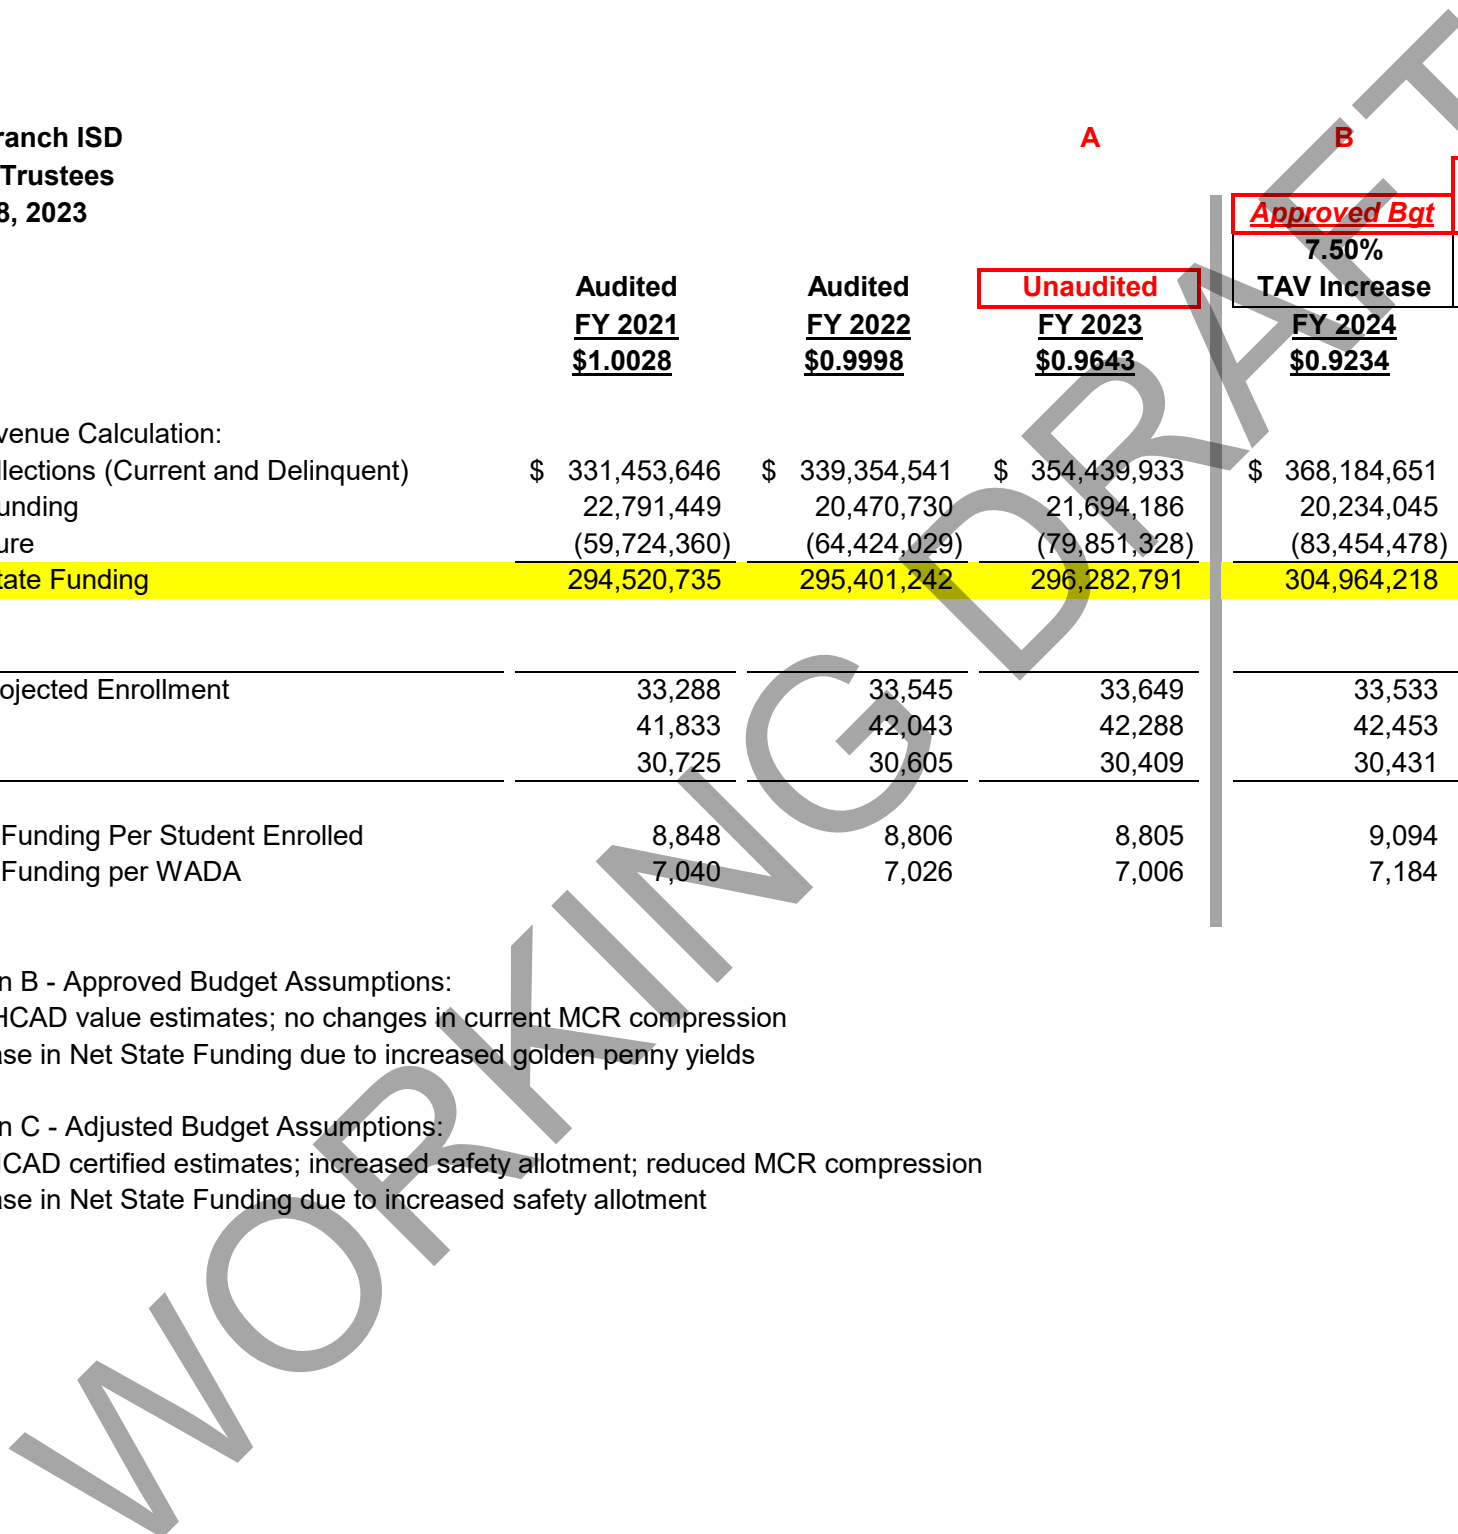 ranch ISD A B
Trustees
8, 2023 Approved Bgt
7.50%
Audited Audited Unaudited TAV Increase
FY 2021 FY 2022 FY 2023 FY 2024
$1.0028 $0.9998 $0.9643 $0.9234
venue Calculation:
llections (Current and Delinquent) $ 331,453,646 $ 339,354,541 $ 354,439,933 $ 368,184,651
unding 22,791,449 20,470,730 21,694,186 20,234,045
ure (59,724,360) (64,424,029) (79,851,328) (83,454,478)
tate Funding 294,520,735 295,401,242 296,282,791 304,964,218
ojected Enrollment 33,288 33,545 33,649 33,533
41,833 42,043 42,288 42,453
30,725 30,605 30,409 30,431
Funding Per Student Enrolled 8,848 8,806 8,805 9,094
Funding per WADA 7,040 7,026 7,006 7,184
n B - Approved Budget Assumptions:
HCAD value estimates; no changes in current MCR compression
ase in Net State Funding due to increased golden penny yields
n C - Adjusted Budget Assumptions:
HCAD certified estimates; increased safety allotment; reduced MCR compression
ase in Net State Funding due to increased safety allotment
WORKING DRAFT